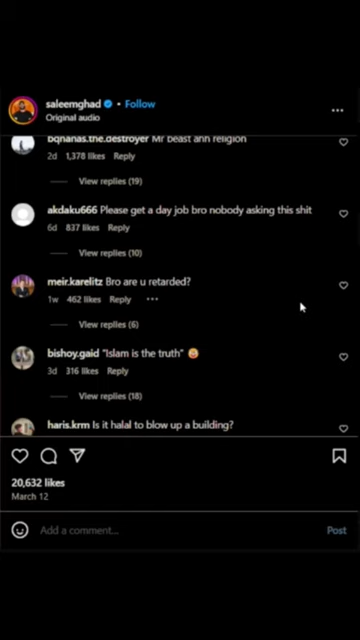 saleemghad • Follow
Original audio
bqnanas.the.destroyer Mr beast ahh religion
2d 1,378 likes Reply
View replies (19)
akdaku666 Please get a day job bro nobody asking this shit
6d 837 likes Reply
View replies (10)
meir.karelitz Bro are u retarded?
1w 462 likes Reply
View replies (6)
bishoy.gaid "Islam is the truth" 🤪
3d 316 likes Reply
View replies (18)
haris.krm Is it halal to blow up a building?
20,632 likes
March 12
Add a comment...
Post